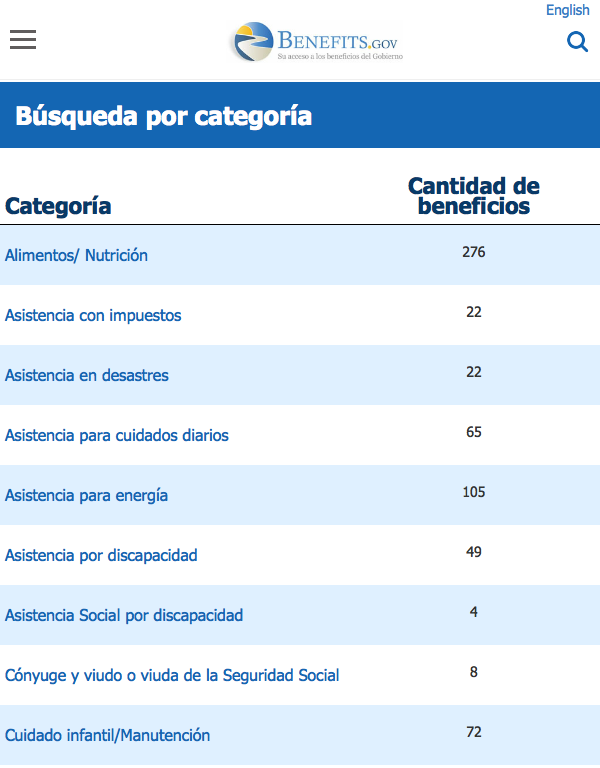 English
BENEFITS.GOV
Su acceso a los beneficios del Gobierno
Búsqueda por categoría
Categoría
Cantidad de
beneficios
Alimentos/ Nutrición 276
Asistencia con impuestos 22
Asistencia en desastres 22
Asistencia para cuidados diarios 65
Asistencia para energía 105
Asistencia por discapacidad 49
Asistencia Social por discapacidad 4
Cónyuge y viudo o viuda de la Seguridad Social 8
Cuidado infantil/Manutención 72